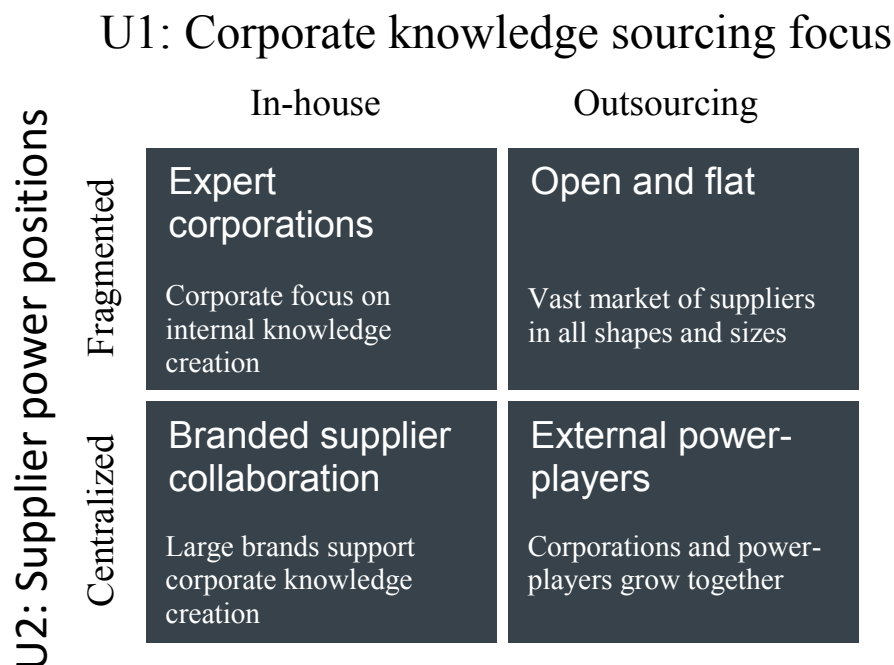 U1: Corporate knowledge sourcing focus
In-house
Outsourcing
U2: Supplier power positions
Fragmented
Expert
corporations
Corporate focus on
internal knowledge
creation
Open and flat
Vast market of suppliers
in all shapes and sizes
Centralized
Branded supplier
collaboration
Large brands support
corporate knowledge
creation
External power-
players
Corporations and power-
players grow together